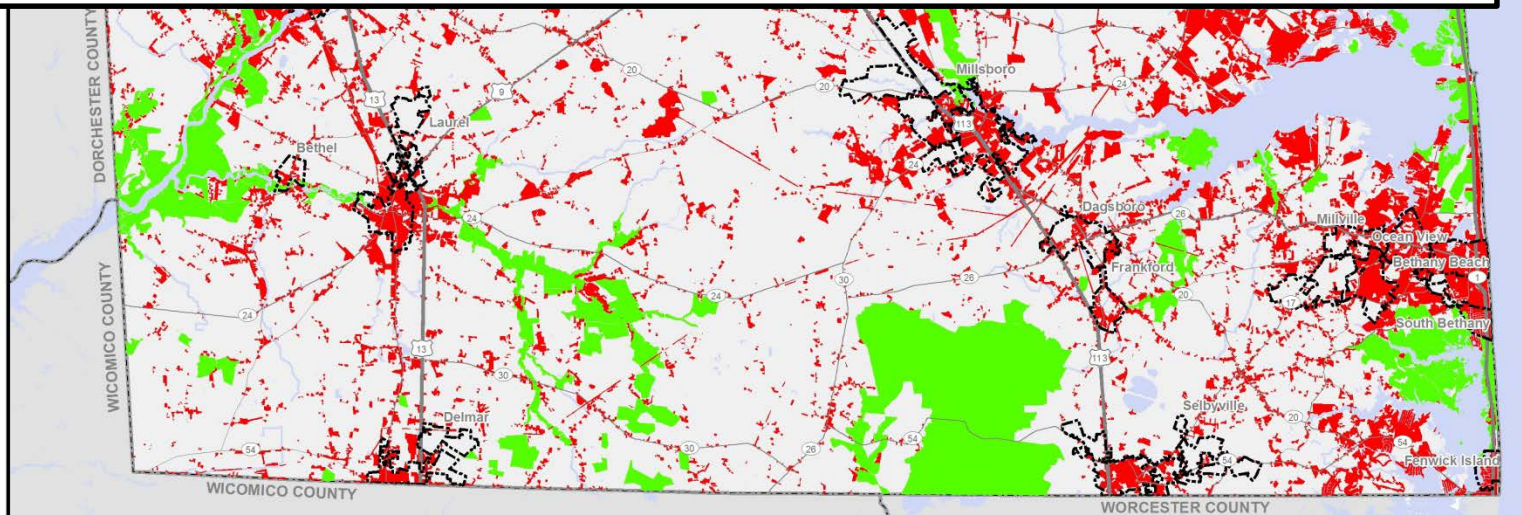 DORCHESTER COUNTY
WICOMICO COUNTY
WICOMICO COUNTY
WORCESTER COUNTY
13
9
20
Laurel
Bethel
24
24
13
30
Delmar
54
24
30
26
54
20
Millsboro
113
24
24
Dagsboro
26
Millville
Ocean View
Bethany Beach
1
Frankford
17
20
South Bethany
30
26
113
Selbyville
20
54
54
Fenwick Island